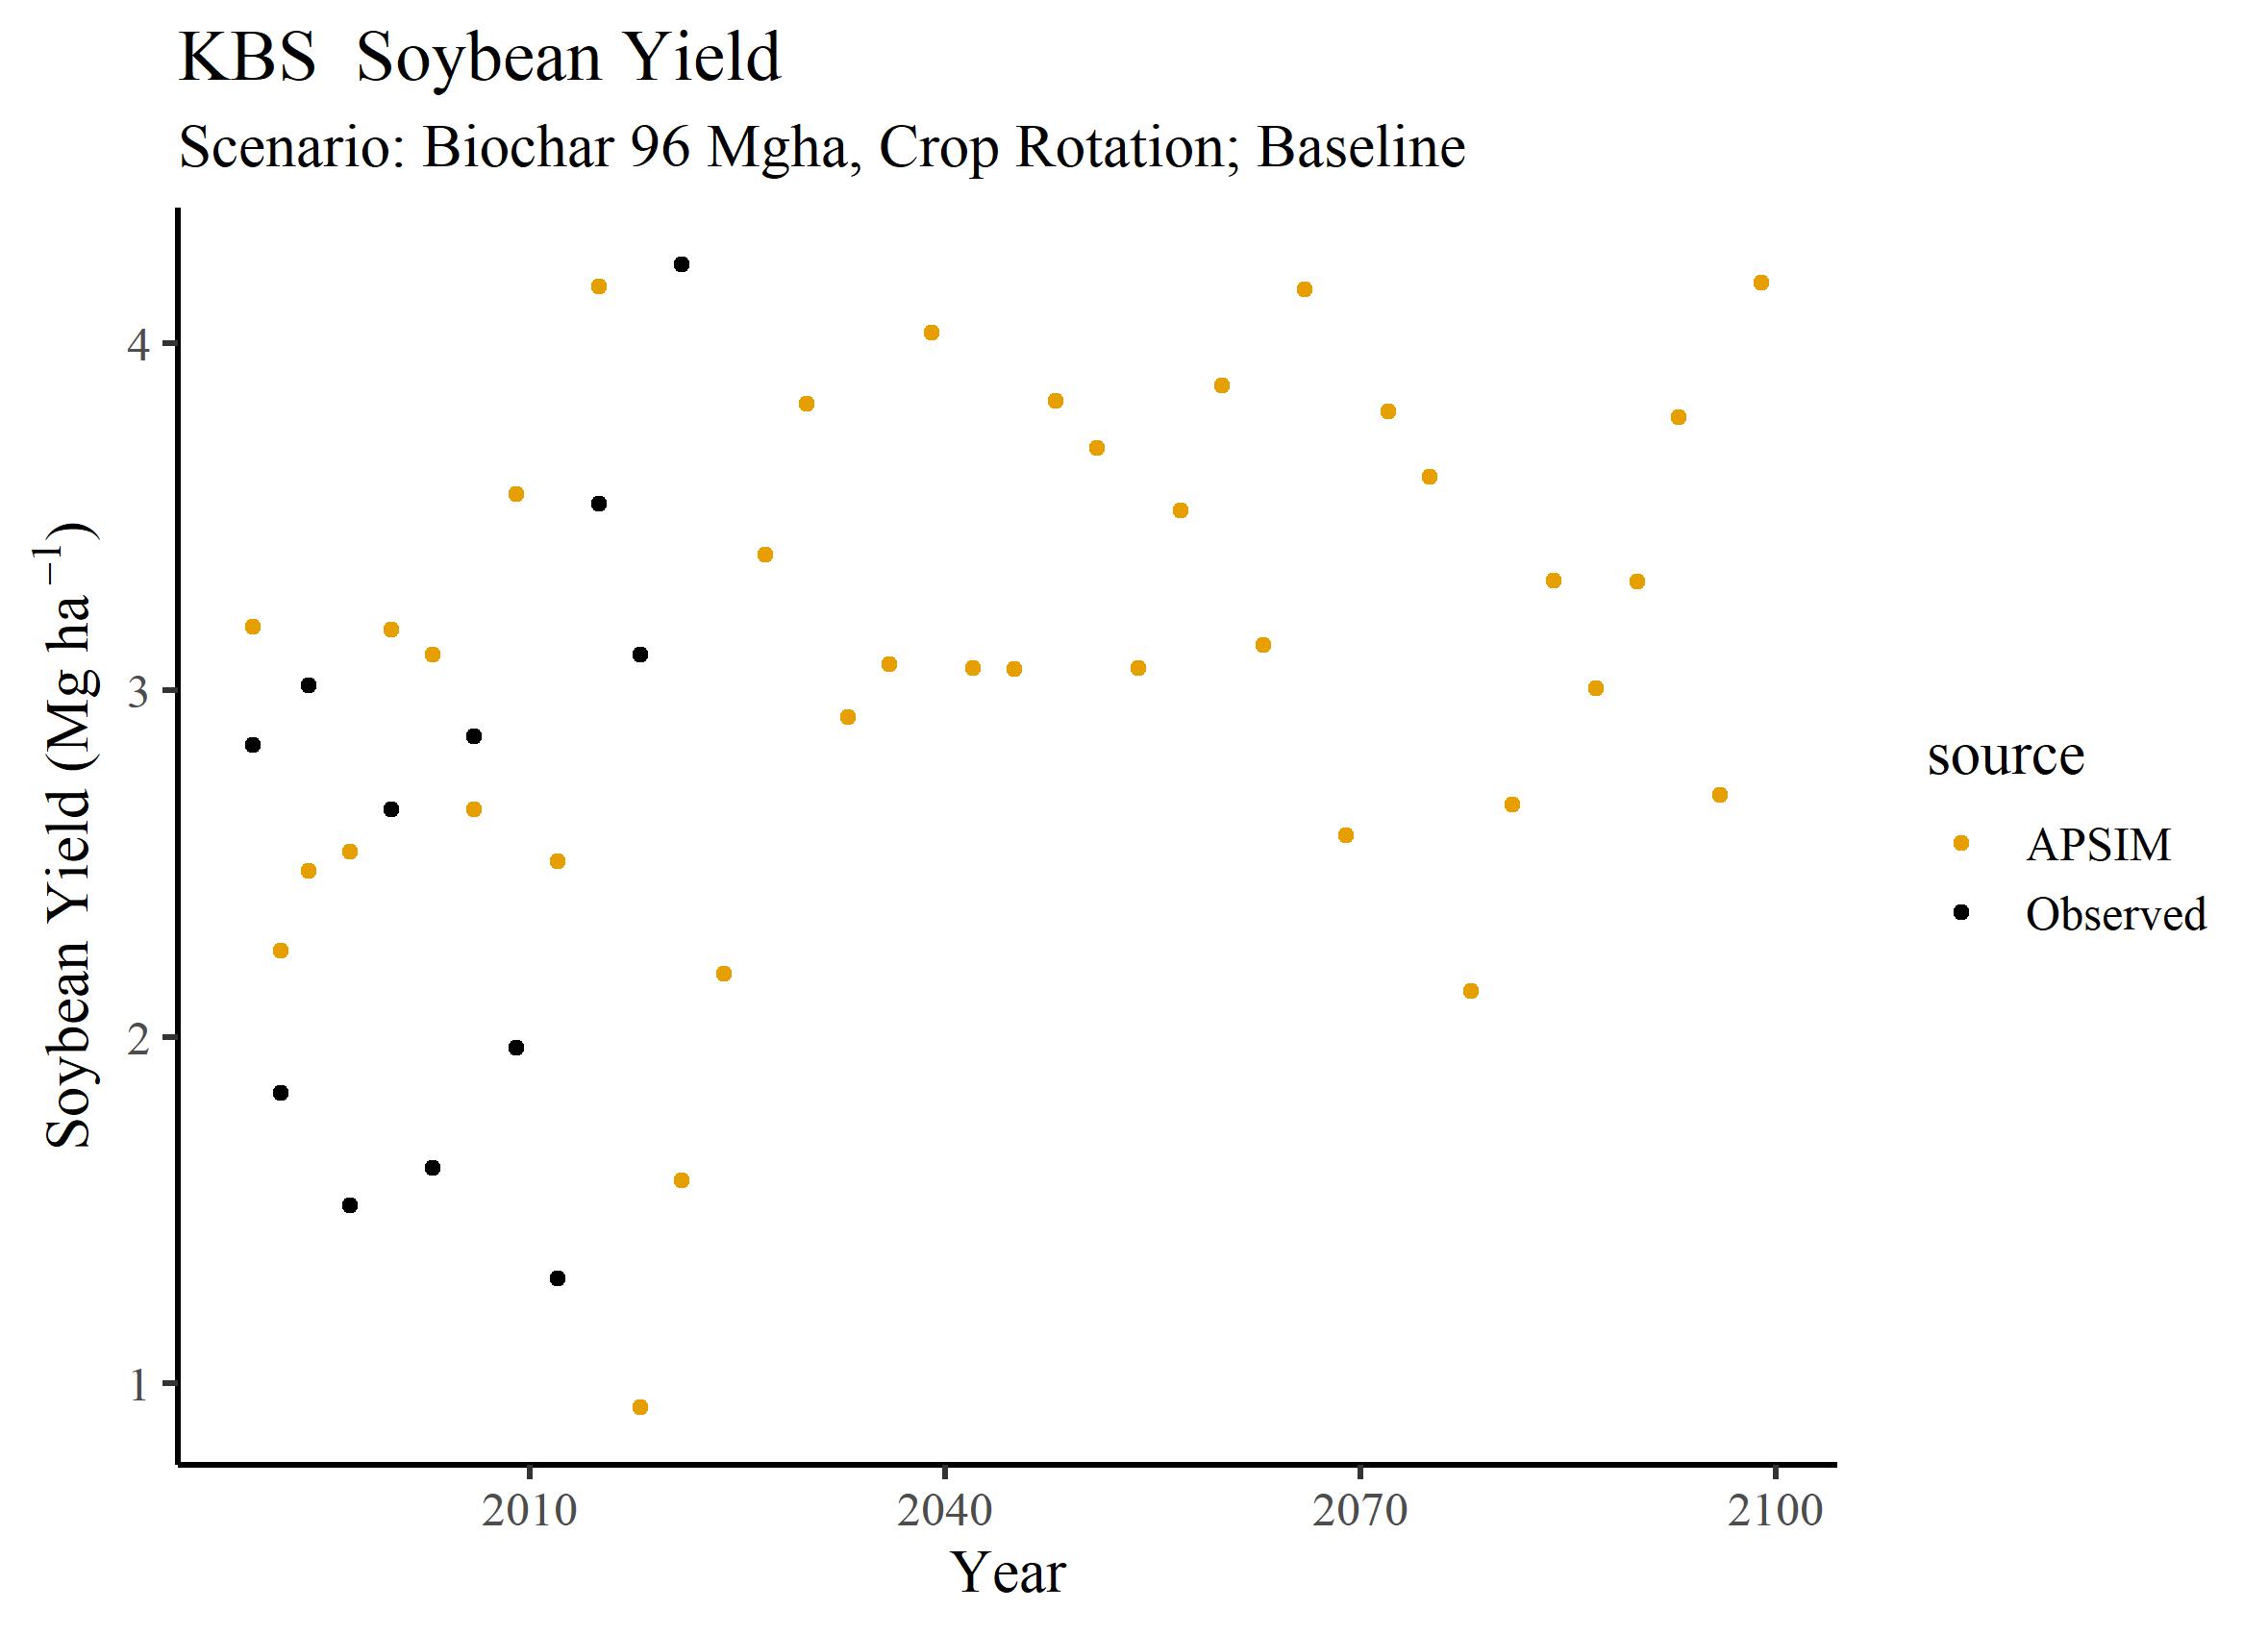 KBS  Soybean Yield
Scenario: Biochar 96 Mgha, Crop Rotation; Baseline
Soybean Yield (Mg ha −1)
4
3
2
1
2010
2040
2070
2100
Year
source
APSIM
Observed